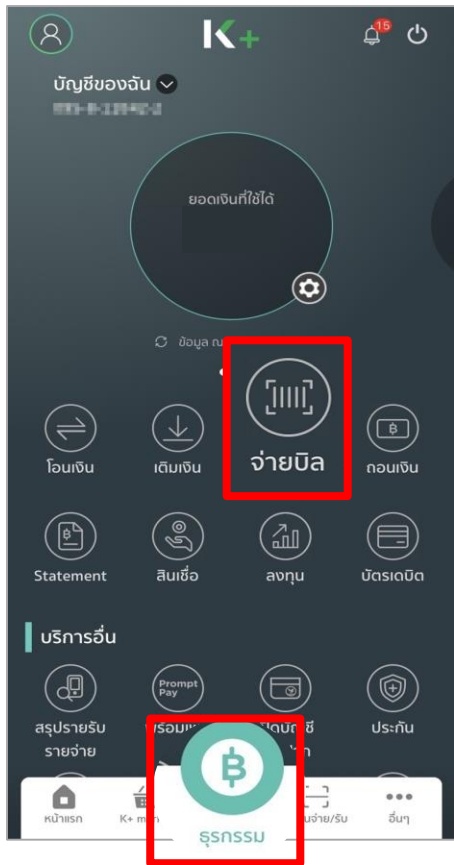 K+
15
บัญชีของฉัน
ยอดเงินที่ใช้ได้
ข้อมูล ณ
โอนเงิน
เติมเงิน
จ่ายบิล
ถอนเงิน
Statement
สินเชื่อ
ลงทุน
บัตรเดบิต
บริการอื่น
Prompt
Pay
สรุปรายรับ
รายจ่าย
ประกัน
หน้าแรก
K+ m
ธุรกรรม
จ่าย/รับ
อื่นๆ